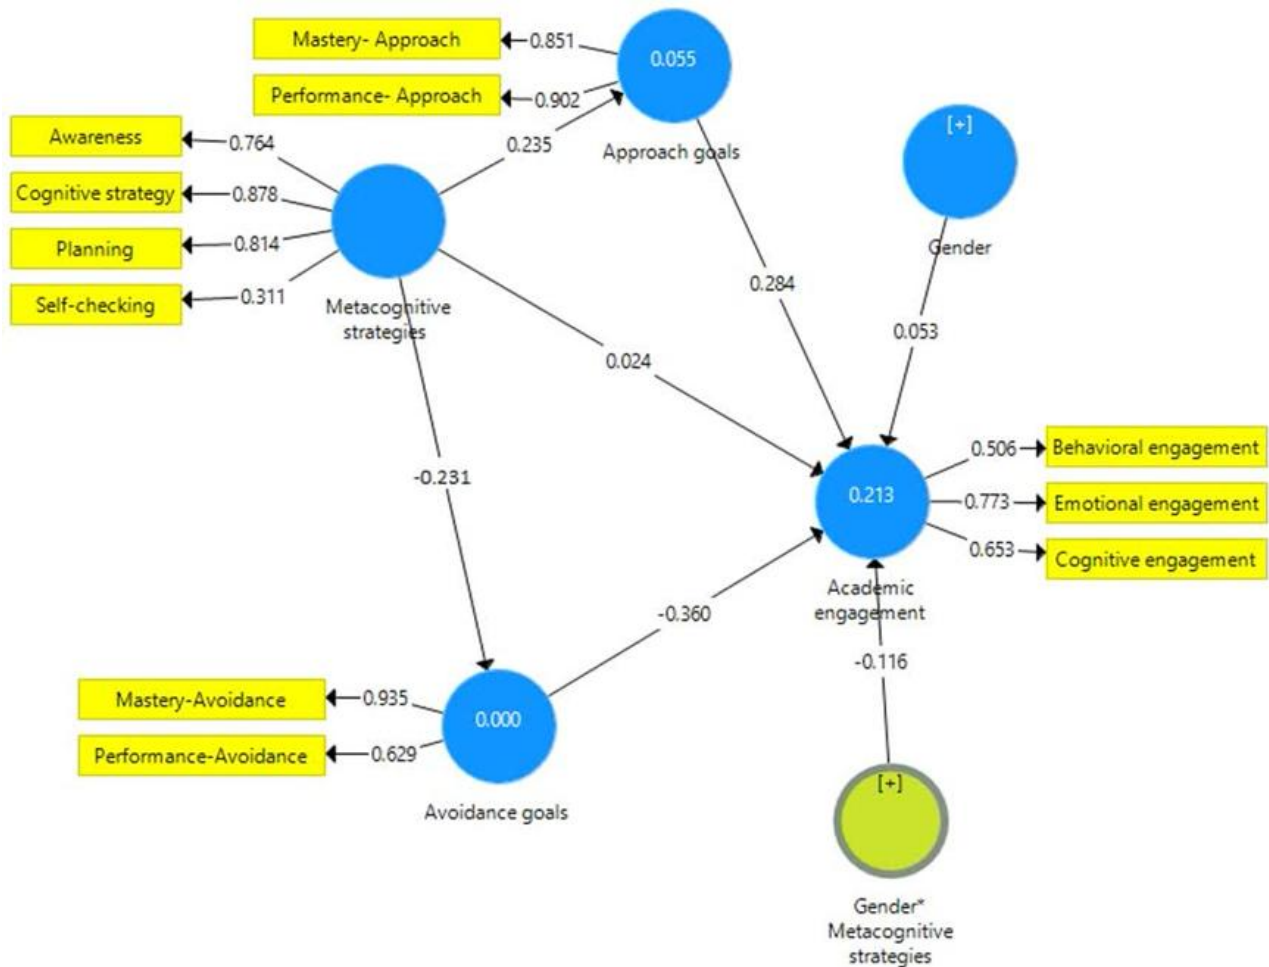 Mastery- Approach
0.851
0.055
Performance- Approach
0.902
Approach goals
[+]
Gender
Awareness
0.764
0.235
Cognitive strategy
0.878
Planning
0.814
Self-checking
0.311
Metacognitive
strategies
0.284
0.053
0.024
-0.231
0.213
0.506
Behavioral engagement
0.773
Emotional engagement
0.653
Cognitive engagement
Academic
engagement
-0.360
-0.116
Mastery-Avoidance
0.935
0.000
Performance-Avoidance
0.629
Avoidance goals
[+]
Gender*
Metacognitive
strategies